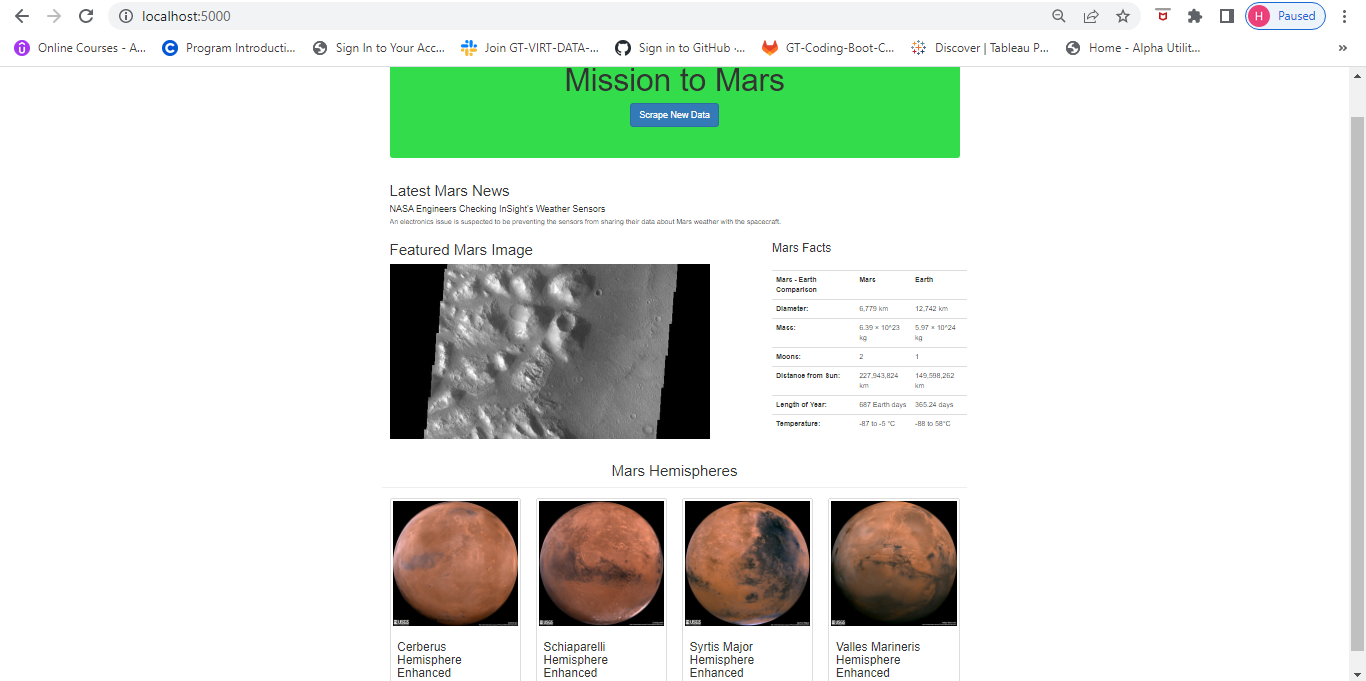 localhost:5000
H Paused
Online Courses - A...
Program Introducti...
Sign In to Your Acc...
Join GT-VIRT-DATA-...
Sign in to GitHub ·...
GT-Coding-Boot-C...
Discover | Tableau P...
Home - Alpha Utilit...
»
Mission to Mars
Scrape New Data
Latest Mars News
NASA Engineers Checking InSight's Weather Sensors
An electronics issue is suspected to be preventing the sensors from sharing their data about Mars weather with the spacecraft.
Featured Mars Image
Mars Facts
Mars - Earth Mars Earth
Comparison
Diameter: 6,779 km 12,742 km
Mass: 6.39 × 10^23 5.97 × 10^24
kg kg
Moons: 2 1
Distance from Sun: 227,943,824 149,598,262
km km
Length of Year: 687 Earth days 365.24 days
Temperature: -87 to -5 °C -88 to 58°C
Mars Hemispheres
Cerberus
Hemisphere
Enhanced
Schiaparelli
Hemisphere
Enhanced
Syrtis Major
Hemisphere
Enhanced
Valles Marineris
Hemisphere
Enhanced